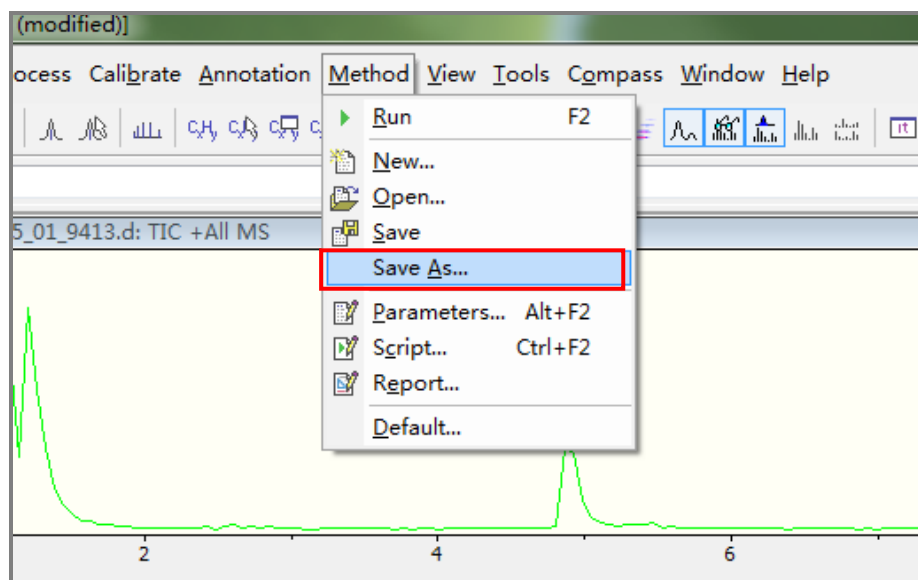 (modified)]
ocess Calibrate Annotation Method View Tools Compass Window Help
Run F2
New...
Open...
Save
Save As...
Parameters... Alt+F2
Script... Ctrl+F2
Report...
Default...
5_01_9413.d: TIC +All MS
2 4 6